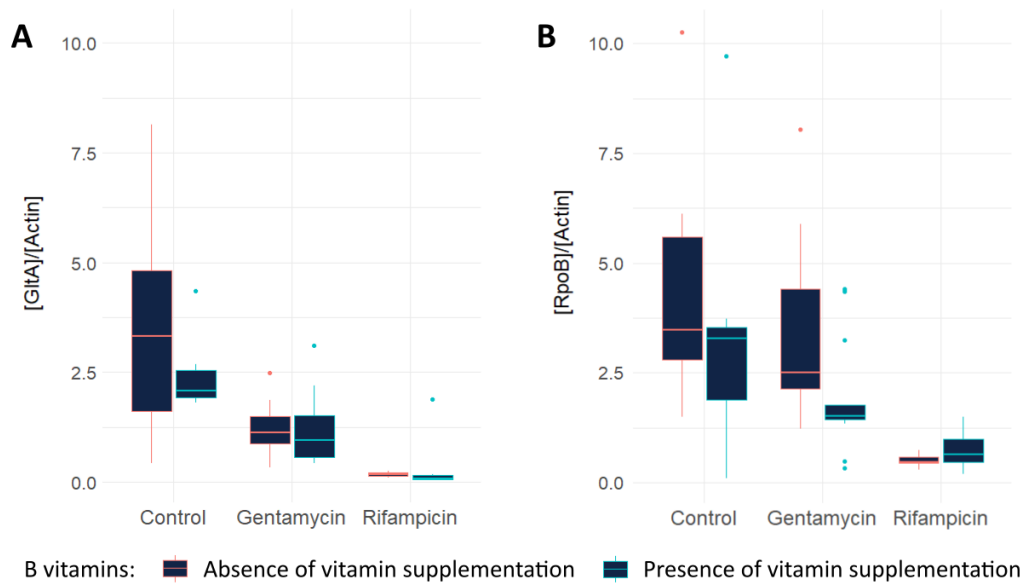 A
[GltA]/[Actin]
10.0
7.5
5.0
2.5
0.0
Control Gentamycin Rifampicin
B
[RpoB]/[Actin]
10.0
7.5
5.0
2.5
0.0
Control Gentamycin Rifampicin
B vitamins: Absence of vitamin supplementation Presence of vitamin supplementation